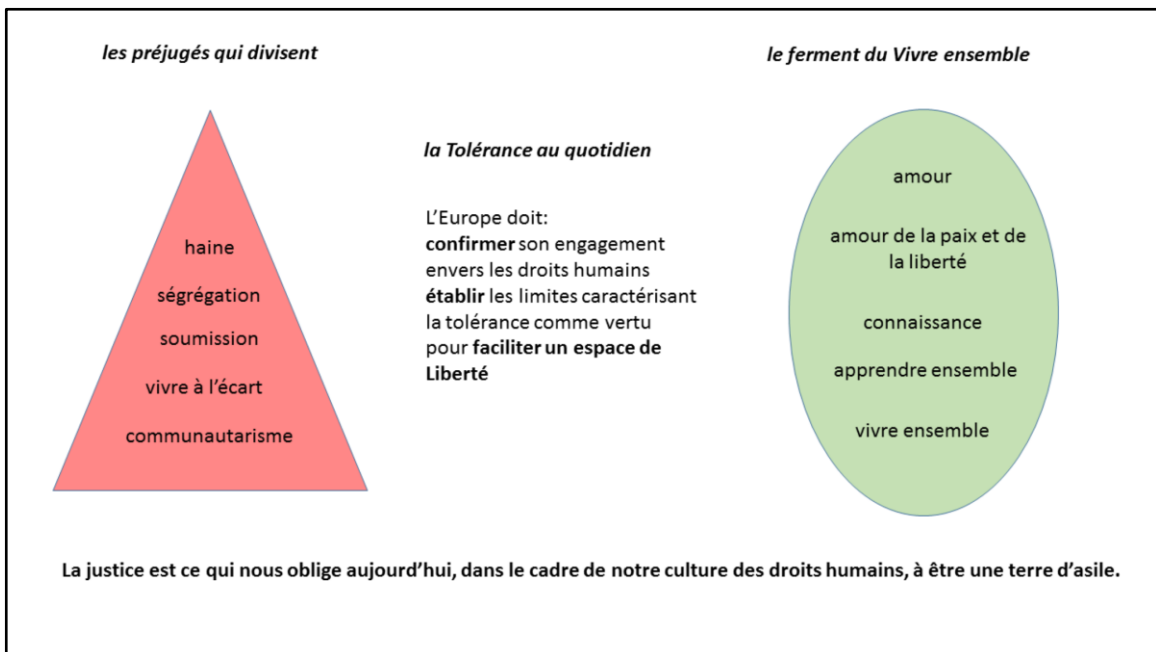 les préjugés qui divisent
haine
ségrégation
soumission
vivre à l’écart
communautarisme
la Tolérance au quotidien
L’Europe doit:
confirmer son engagement
envers les droits humains
établir les limites caractérisant
la tolérance comme vertu
pour faciliter un espace de
Liberté
le ferment du Vivre ensemble
amour
amour de la paix et de
la liberté
connaissance
apprendre ensemble
vivre ensemble
La justice est ce qui nous oblige aujourd’hui, dans le cadre de notre culture des droits humains, à être une terre d’asile.